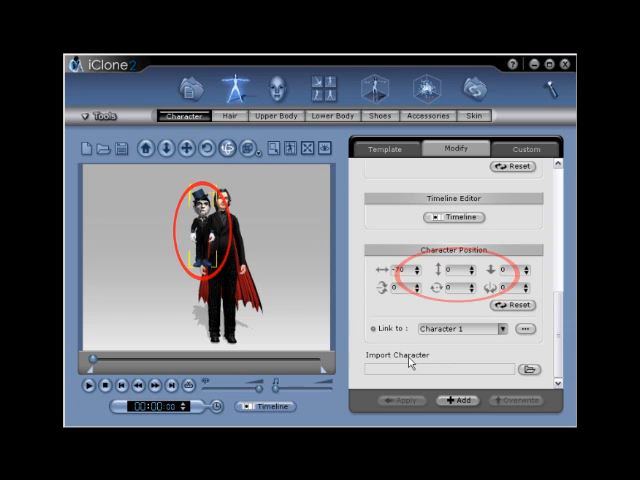 iClone2
?
Tools
Character Hair Upper Body Lower Body Shoes Accessories Skin
Template Modify Custom
Reset
Timeline Editor
Timeline
Character Position
-70 0 0
0 0 0
Reset
Link to : Character 1 ...
Import Character
00:00:00 Timeline
Apply Add Overwrite